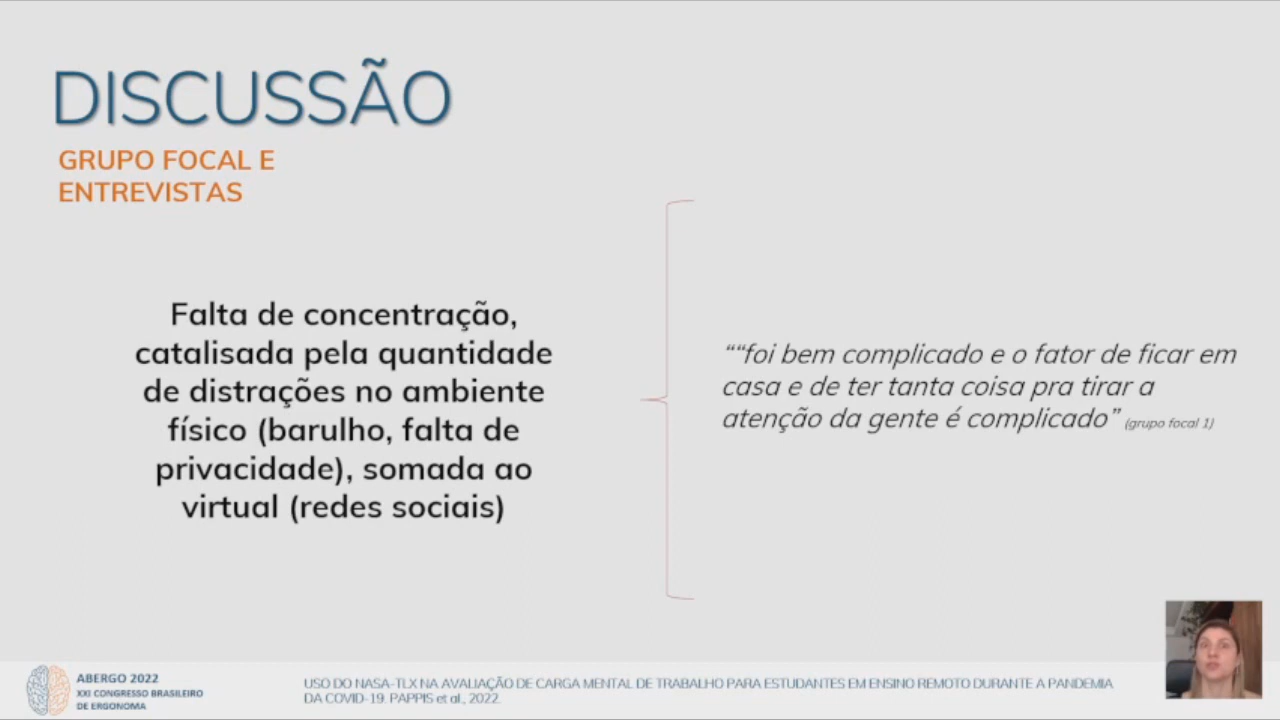 DISCUSSÃO
GRUPO FOCAL E
ENTREVISTAS
Falta de concentração,
catalisada pela quantidade
de distrações no ambiente
físico (barulho, falta de
privacidade), somada ao
virtual (redes sociais)
““foi bem complicado e o fator de ficar em
casa e de ter tanta coisa pra tirar a
atenção da gente é complicado” (grupo focal 1)
ABERGO 2022
XXI CONGRESSO BRASILEIRO
DE ERGONOMA
USO DO NASA-TLX NA AVALIAÇÃO DE CARGA MENTAL DE TRABALHO PARA ESTUDANTES EM ENSINO REMOTO DURANTE A PANDEMIA
DA COVID-19. PAPPIS et al., 2022.